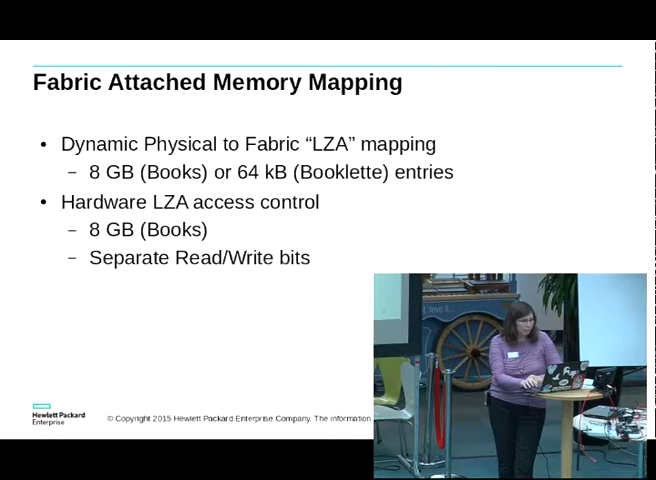 Fabric Attached Memory Mapping
• Dynamic Physical to Fabric “LZA” mapping
– 8 GB (Books) or 64 kB (Booklette) entries
• Hardware LZA access control
– 8 GB (Books)
– Separate Read/Write bits
Hewlett Packard
Enterprise
© Copyright 2015 Hewlett Packard Enterprise Company. The information